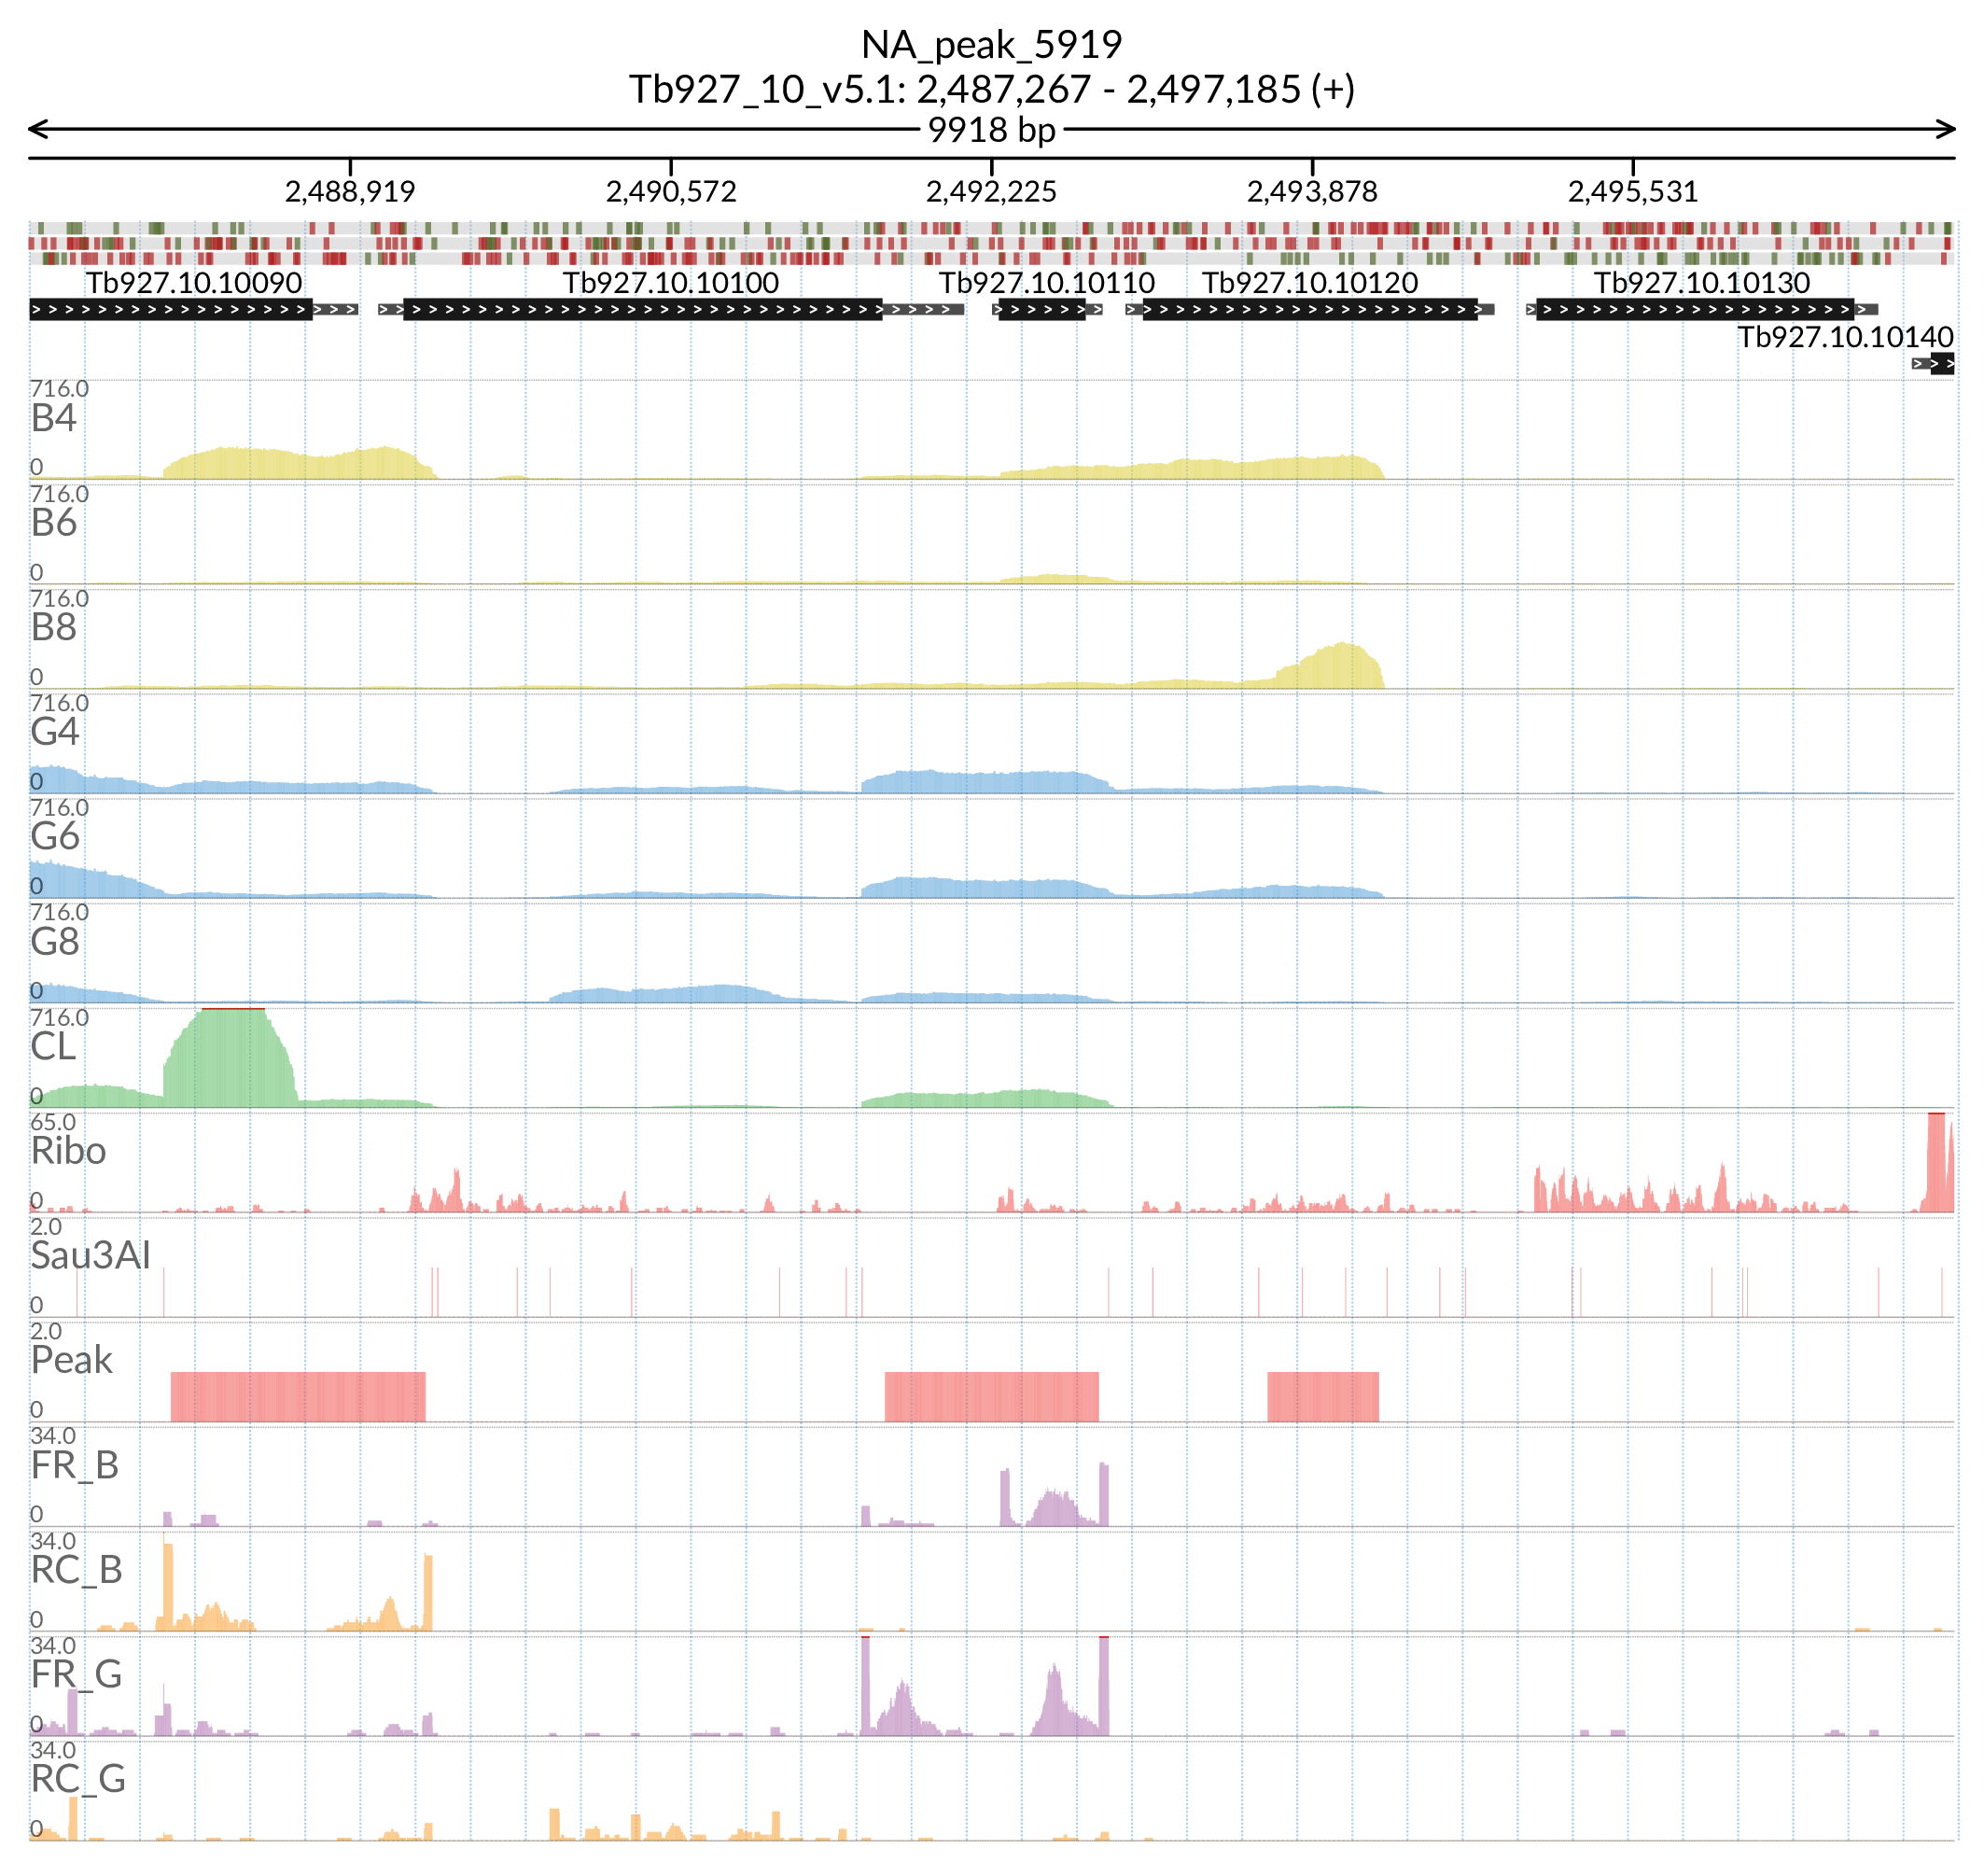 NA_peak_5919
Tb927_10_v5.1: 2,487,267 - 2,497,185 (+)
9918 bp
2,488,919 2,490,572 2,492,225 2,493,878 2,495,531
Tb927.10.10090 Tb927.10.10100 Tb927.10.10110 Tb927.10.10120 Tb927.10.10130
Tb927.10.10140
716.0
B4
0
716.0
B6
0
716.0
B8
0
716.0
G4
0
716.0
G6
0
716.0
G8
0
716.0
CL
0
65.0
Ribo
0
2.0
Sau3AI
0
2.0
Peak
0
34.0
FR_B
0
34.0
RC_B
0
34.0
FR_G
0
34.0
RC_G
0